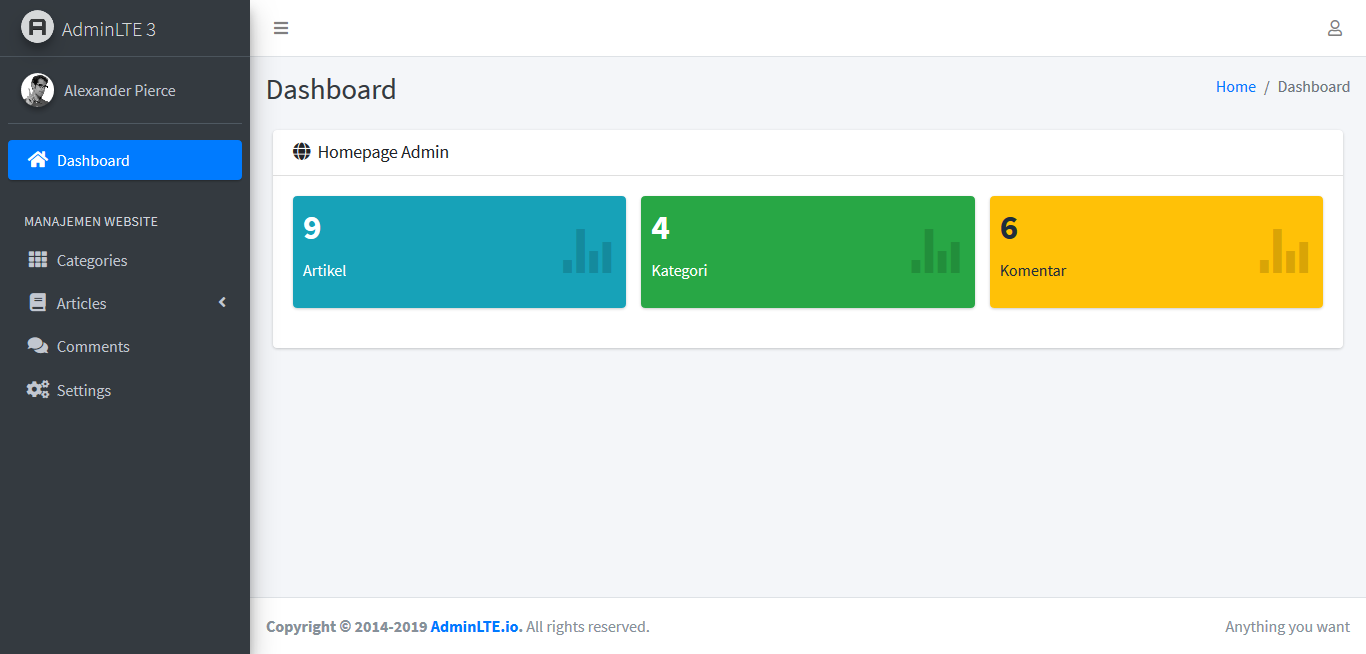 AdminLTE 3
Alexander Pierce
Dashboard
MANAJEMEN WEBSITE
Categories
Articles
Comments
Settings
Dashboard
Home / Dashboard
Homepage Admin
9
Artikel
4
Kategori
6
Komentar
Copyright © 2014-2019 AdminLTE.io. All rights reserved.
Anything you want